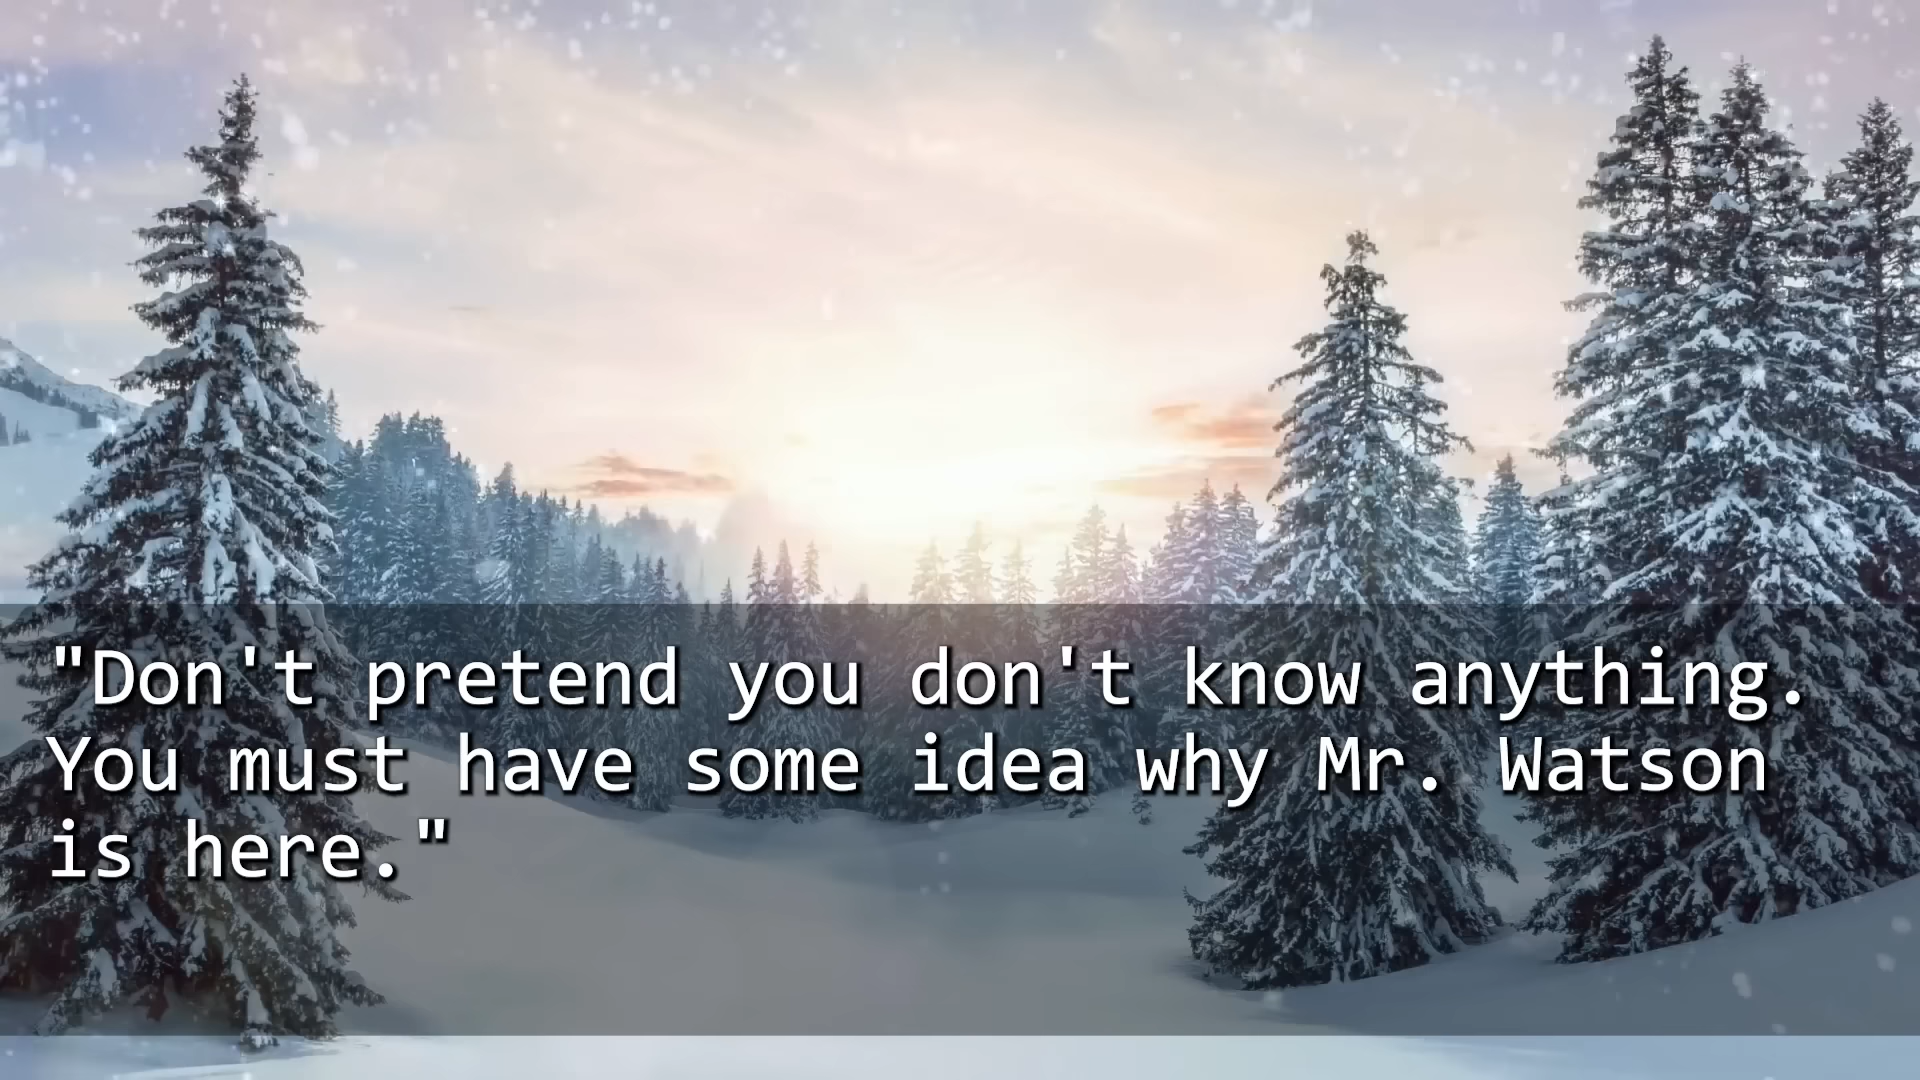 "Don't pretend you don't know anything.
You must have some idea why Mr. Watson
is here."